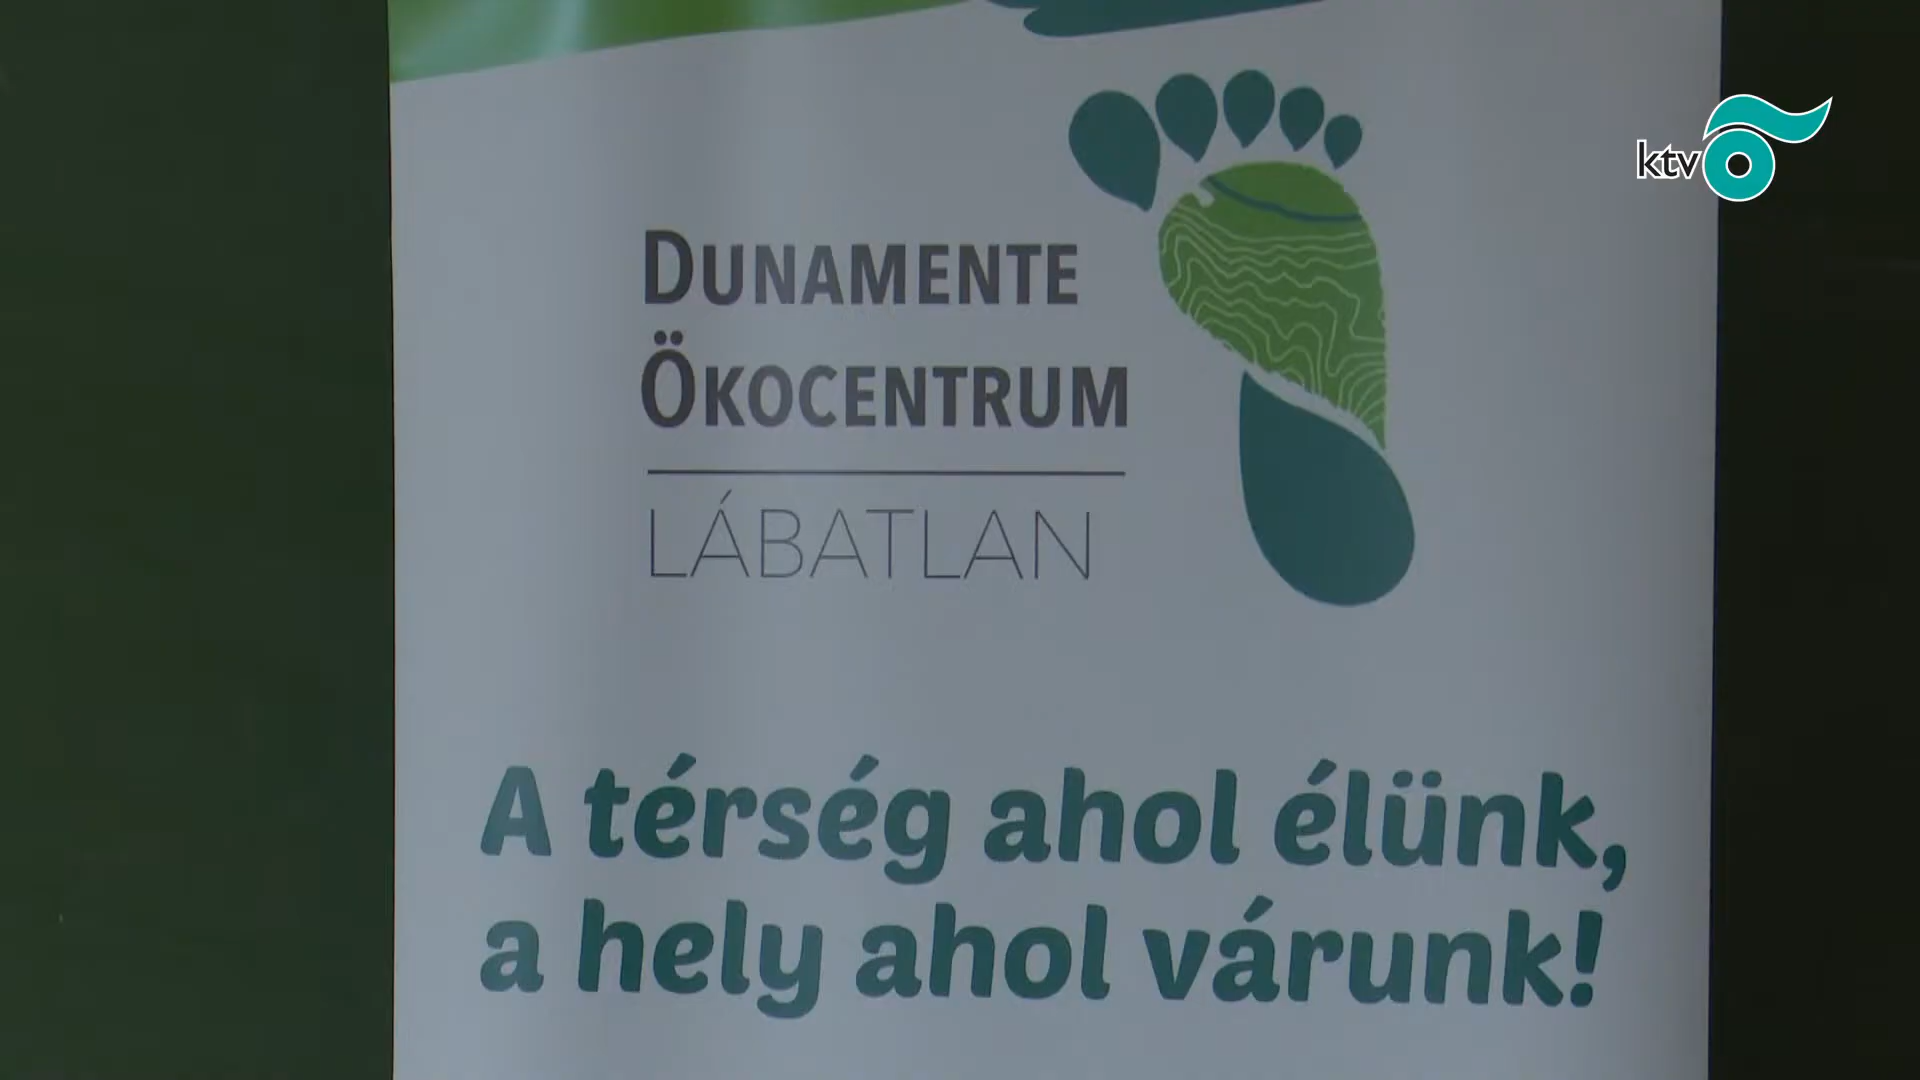 ktv
DUNAMENTE
ÖKOCENTRUM
LÁBATLAN
A térség ahol élünk,
a hely ahol várunk!